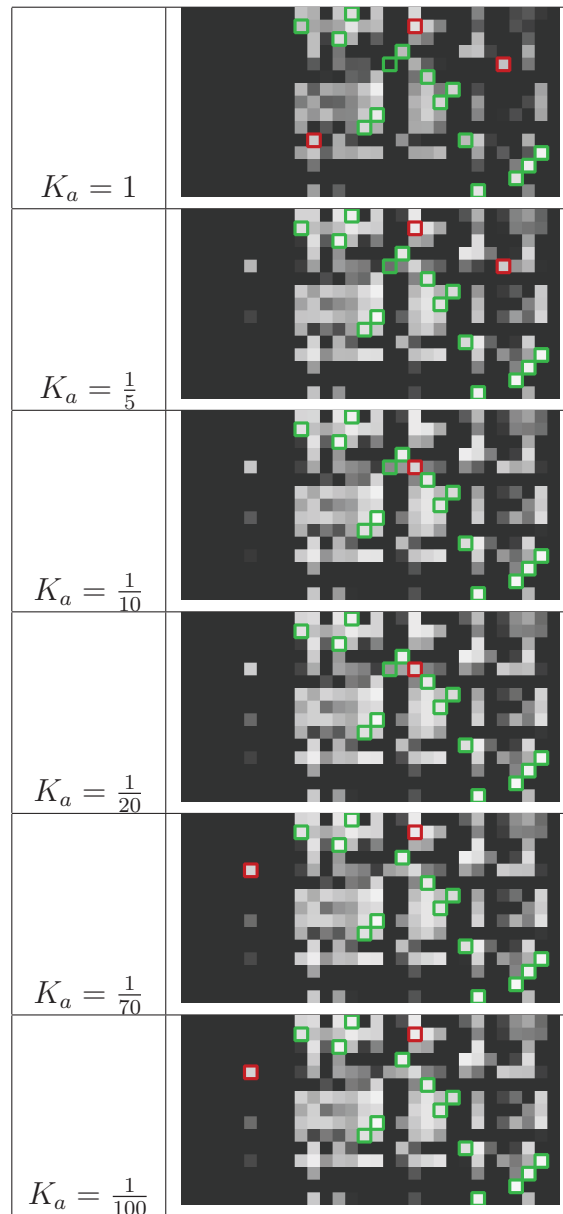 K_a = 1
K_a = 1/5
K_a = 1/10
K_a = 1/20
K_a = 1/70
K_a = 1/100